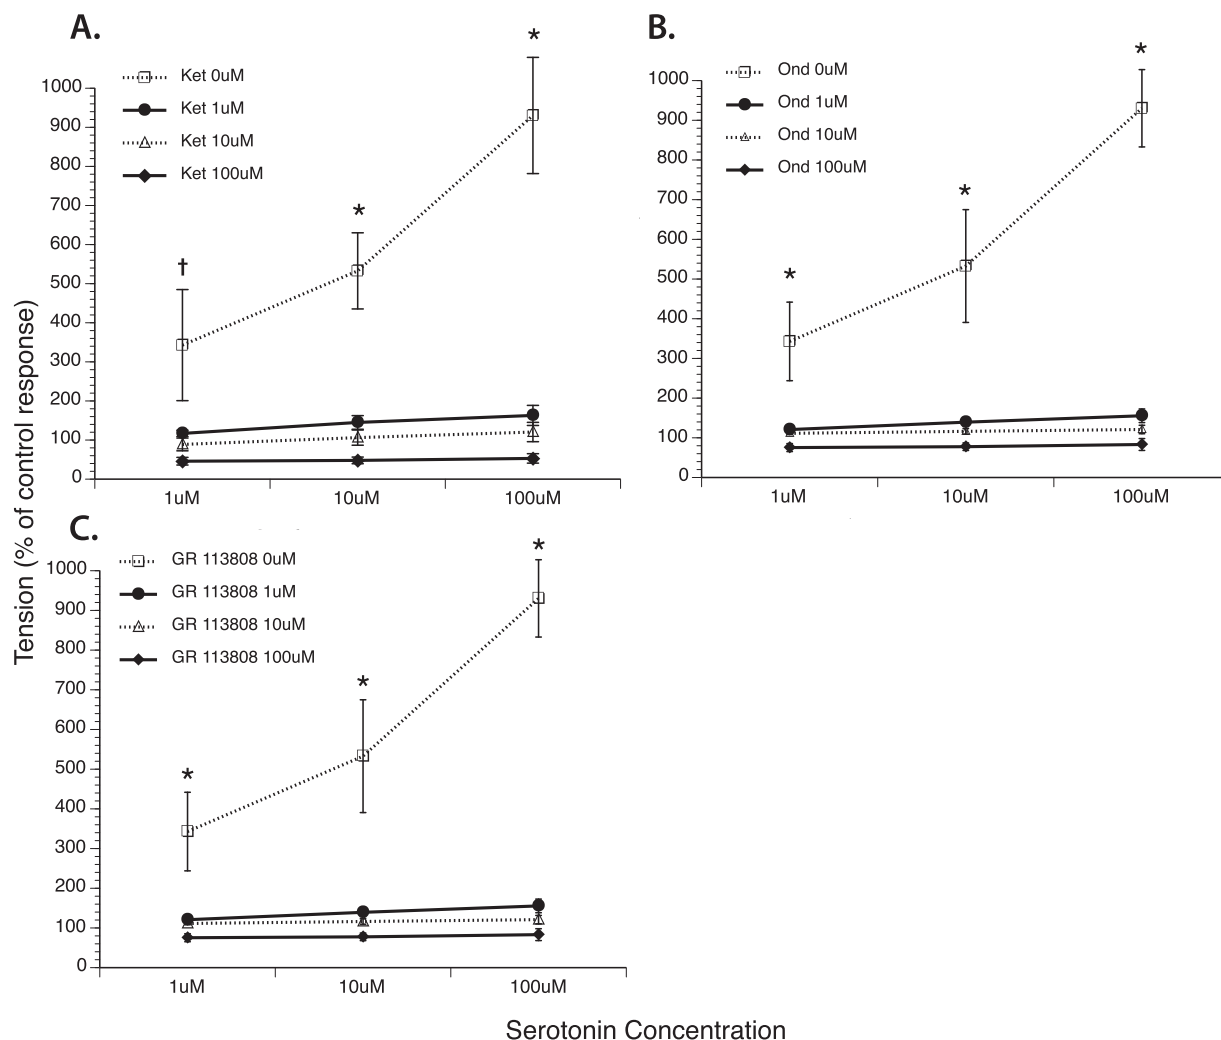 A.
Ket 0uM
Ket 1uM
Ket 10uM
Ket 100uM
1000
900
800
700
600
500
400
300
200
100
0
†
*
*
1uM
10uM
100uM
B.
Ond 0uM
Ond 1uM
Ond 10uM
Ond 100uM
1000
900
800
700
600
500
400
300
200
100
0
*
*
*
1uM
10uM
100uM
C.
GR 113808 0uM
GR 113808 1uM
GR 113808 10uM
GR 113808 100uM
1000
900
800
700
600
500
400
300
200
100
0
*
*
*
1uM
10uM
100uM
Tension (% of control response)
Serotonin Concentration